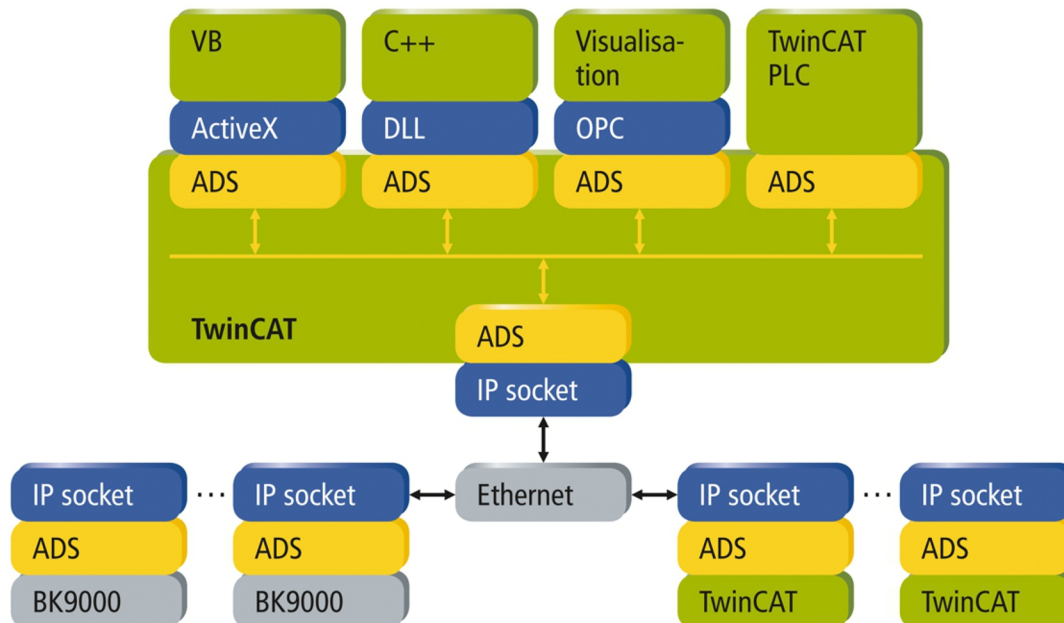 VB
C++
Visualisa-
tion
TwinCAT
PLC
ActiveX
DLL
OPC
ADS
ADS
ADS
ADS
TwinCAT
ADS
IP socket
IP socket
...
IP socket
Ethernet
IP socket
...
IP socket
ADS
ADS
ADS
ADS
BK9000
BK9000
TwinCAT
TwinCAT